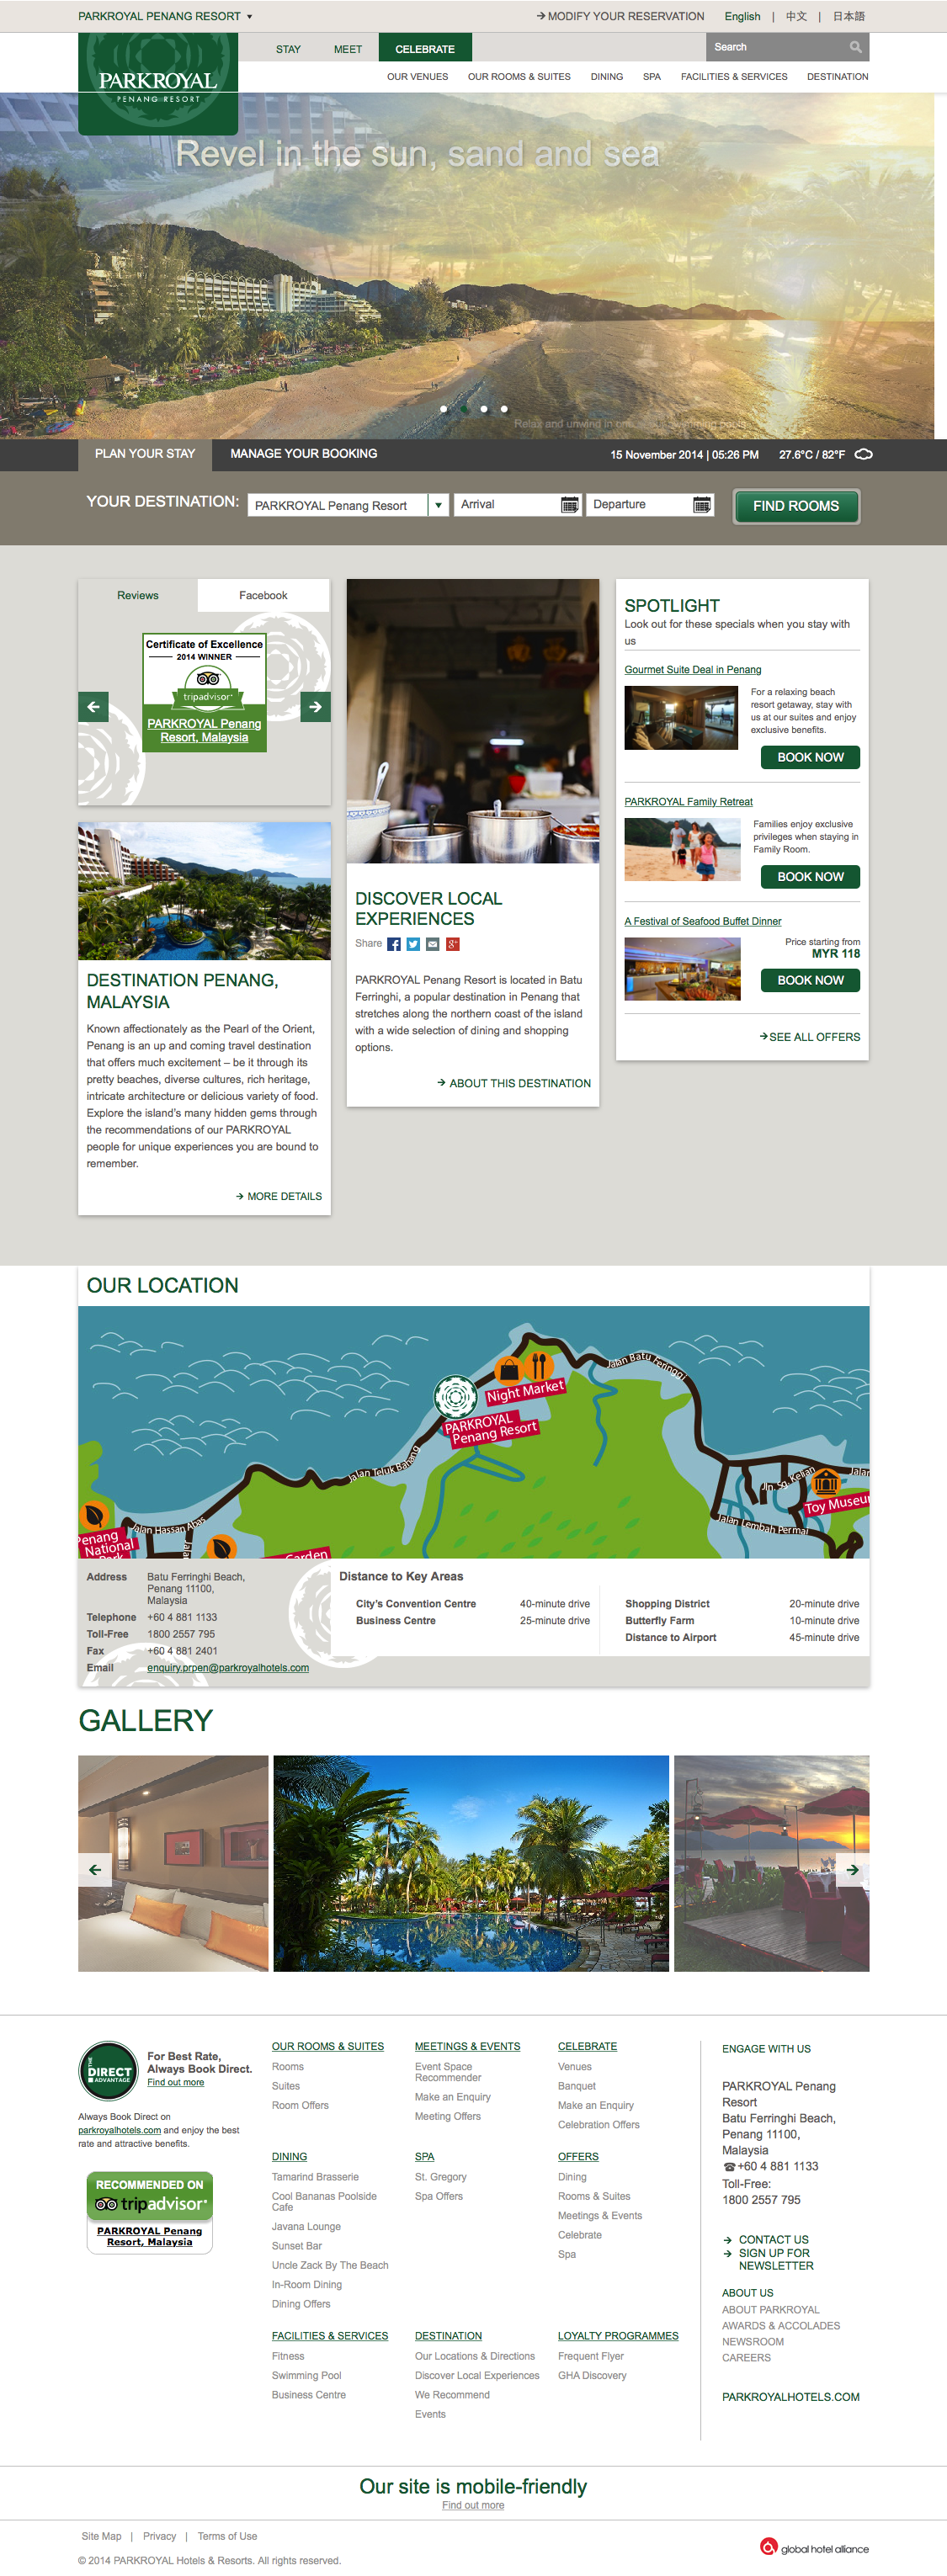 PARKROYAL PENANG RESORT
MODIFY YOUR RESERVATION
English | 中文 | 日本語
STAY
MEET
CELEBRATE
Search
PARKROYAL
PENANG RESORT
OUR VENUES
OUR ROOMS & SUITES
DINING
SPA
FACILITIES & SERVICES
DESTINATION
Revel in the sun, sand and sea
Relax and unwind in one of our swimming pools
PLAN YOUR STAY
MANAGE YOUR BOOKING
15 November 2014 | 05:26 PM
27.6°C / 82°F
YOUR DESTINATION:
PARKROYAL Penang Resort
Arrival
Departure
FIND ROOMS
Reviews
Facebook
Certificate of Excellence
2014 WINNER
tripadvisor
PARKROYAL Penang
Resort, Malaysia
DESTINATION PENANG,
MALAYSIA
Known affectionately as the Pearl of the Orient,
Penang is an up and coming travel destination
that offers much excitement – be it through its
pretty beaches, diverse cultures, rich heritage,
intricate architecture or delicious variety of food.
Explore the island's many hidden gems through
the recommendations of our PARKROYAL
people for unique experiences you are bound to
remember.
MORE DETAILS
DISCOVER LOCAL
EXPERIENCES
Share
PARKROYAL Penang Resort is located in Batu
Ferringhi, a popular destination in Penang that
stretches along the northern coast of the island
with a wide selection of dining and shopping
options.
ABOUT THIS DESTINATION
SPOTLIGHT
Look out for these specials when you stay with
us
Gourmet Suite Deal in Penang
For a relaxing beach
resort getaway, stay with
us at our suites and enjoy
exclusive benefits.
BOOK NOW
PARKROYAL Family Retreat
Families enjoy exclusive
privileges when staying in
Family Room.
BOOK NOW
A Festival of Seafood Buffet Dinner
Price starting from
MYR 118
BOOK NOW
SEE ALL OFFERS
OUR LOCATION
Jalan Batu Feringgi
Night Market
PARKROYAL
Penang Resort
Jalan Teluk Bahang
Jln. Sg. Kelian
Jalan
Toy Museu
Jalan Lembah Permai
Jalan Hassan Abas
Penang
National
Park
Garden
Address
Batu Ferringhi Beach,
Penang 11100,
Malaysia
Telephone
+60 4 881 1133
Toll-Free
1800 2557 795
Fax
+60 4 881 2401
Email
enquiry.prpen@parkroyalhotels.com
Distance to Key Areas
City's Convention Centre
40-minute drive
Business Centre
25-minute drive
Shopping District
20-minute drive
Butterfly Farm
10-minute drive
Distance to Airport
45-minute drive
GALLERY
THE
DIRECT
ADVANTAGE
For Best Rate,
Always Book Direct.
Find out more
Always Book Direct on
parkroyalhotels.com and enjoy the best
rate and attractive benefits.
RECOMMENDED ON
tripadvisor
PARKROYAL Penang
Resort, Malaysia
OUR ROOMS & SUITES
Rooms
Suites
Room Offers
MEETINGS & EVENTS
Event Space
Recommender
Make an Enquiry
Meeting Offers
CELEBRATE
Venues
Banquet
Make an Enquiry
Celebration Offers
DINING
Tamarind Brasserie
Cool Bananas Poolside
Cafe
Javana Lounge
Sunset Bar
Uncle Zack By The Beach
In-Room Dining
Dining Offers
SPA
St. Gregory
Spa Offers
OFFERS
Dining
Rooms & Suites
Meetings & Events
Celebrate
Spa
FACILITIES & SERVICES
Fitness
Swimming Pool
Business Centre
DESTINATION
Our Locations & Directions
Discover Local Experiences
We Recommend
Events
LOYALTY PROGRAMMES
Frequent Flyer
GHA Discovery
ENGAGE WITH US
PARKROYAL Penang
Resort
Batu Ferringhi Beach,
Penang 11100,
Malaysia
☎+60 4 881 1133
Toll-Free:
1800 2557 795
CONTACT US
SIGN UP FOR
NEWSLETTER
ABOUT US
ABOUT PARKROYAL
AWARDS & ACCOLADES
NEWSROOM
CAREERS
PARKROYALHOTELS.COM
Our site is mobile-friendly
Find out more
Site Map | Privacy | Terms of Use
© 2014 PARKROYAL Hotels & Resorts. All rights reserved.
global hotel alliance